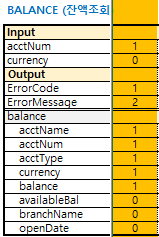 BALANCE (잔액조회
Input
acctNum 1
currency 0
Output
ErrorCode 1
ErrorMessage 2
balance
acctName 1
acctNum 1
acctType 1
currency 1
balance 1
availableBal 0
branchName 0
openDate 0